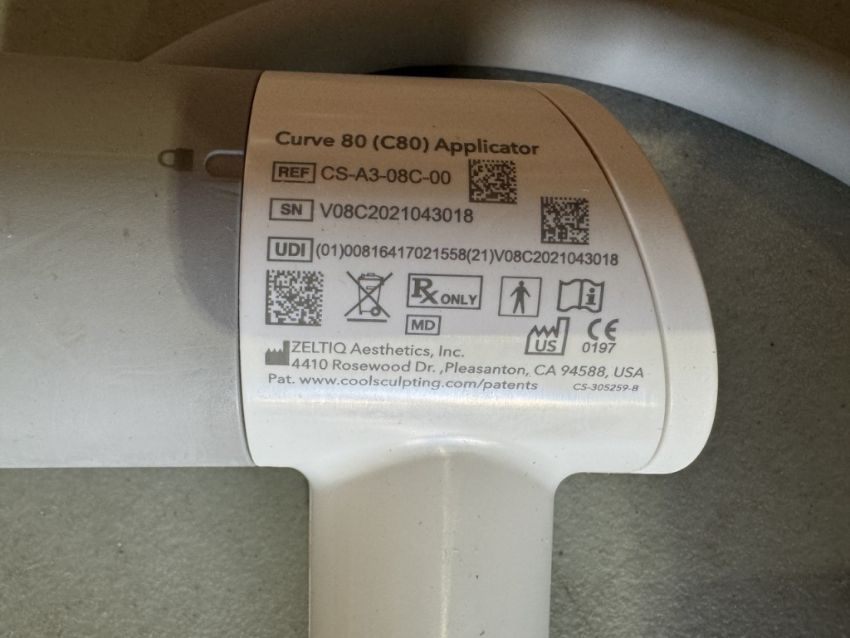 Curve 80 (C80) Applicator
REF CS-A3-08C-00
SN V08C2021043018
UDI (01)00816417021558(21)V08C2021043018
Rx ONLY
MD
US
CE
0197
ZELTIQ Aesthetics, Inc.
4410 Rosewood Dr. ,Pleasanton, CA 94588, USA
Pat. www.coolsculpting.com/patents CS-305259-B